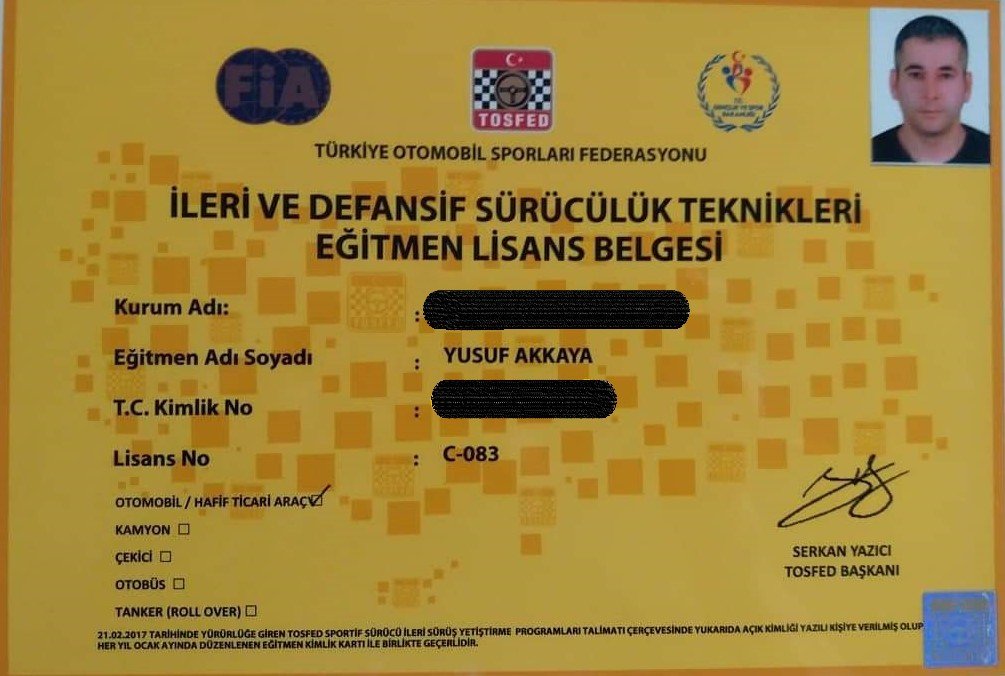 FiA
TOSFED
T.C.
GENÇLİK VE SPOR
BAKANLIĞI
TÜRKİYE OTOMOBİL SPORLARI FEDERASYONU
İLERİ VE DEFANSİF SÜRÜCÜLÜK TEKNİKLERİ
EĞİTMEN LİSANS BELGESİ
Kurum Adı: :
Eğitmen Adı Soyadı : YUSUF AKKAYA
T.C. Kimlik No :
Lisans No : C-083
OTOMOBİL / HAFİF TİCARİ ARAÇ
KAMYON
ÇEKİCİ
OTOBÜS
TANKER (ROLL OVER)
SERKAN YAZICI
TOSFED BAŞKANI
21.02.2017 TARİHİNDE YÜRÜRLÜĞE GİREN TOSFED SPORTİF SÜRÜCÜ İLERİ SÜRÜŞ YETİŞTİRME PROGRAMLARI TALİMATI ÇERÇEVESİNDE YUKARIDA AÇIK KİMLİĞİ YAZILI KİŞİYE VERİLMİŞ OLUP
HER YIL OCAK AYINDA DÜZENLENEN EĞİTMEN KİMLİK KARTI İLE BİRLİKTE GEÇERLİDİR.